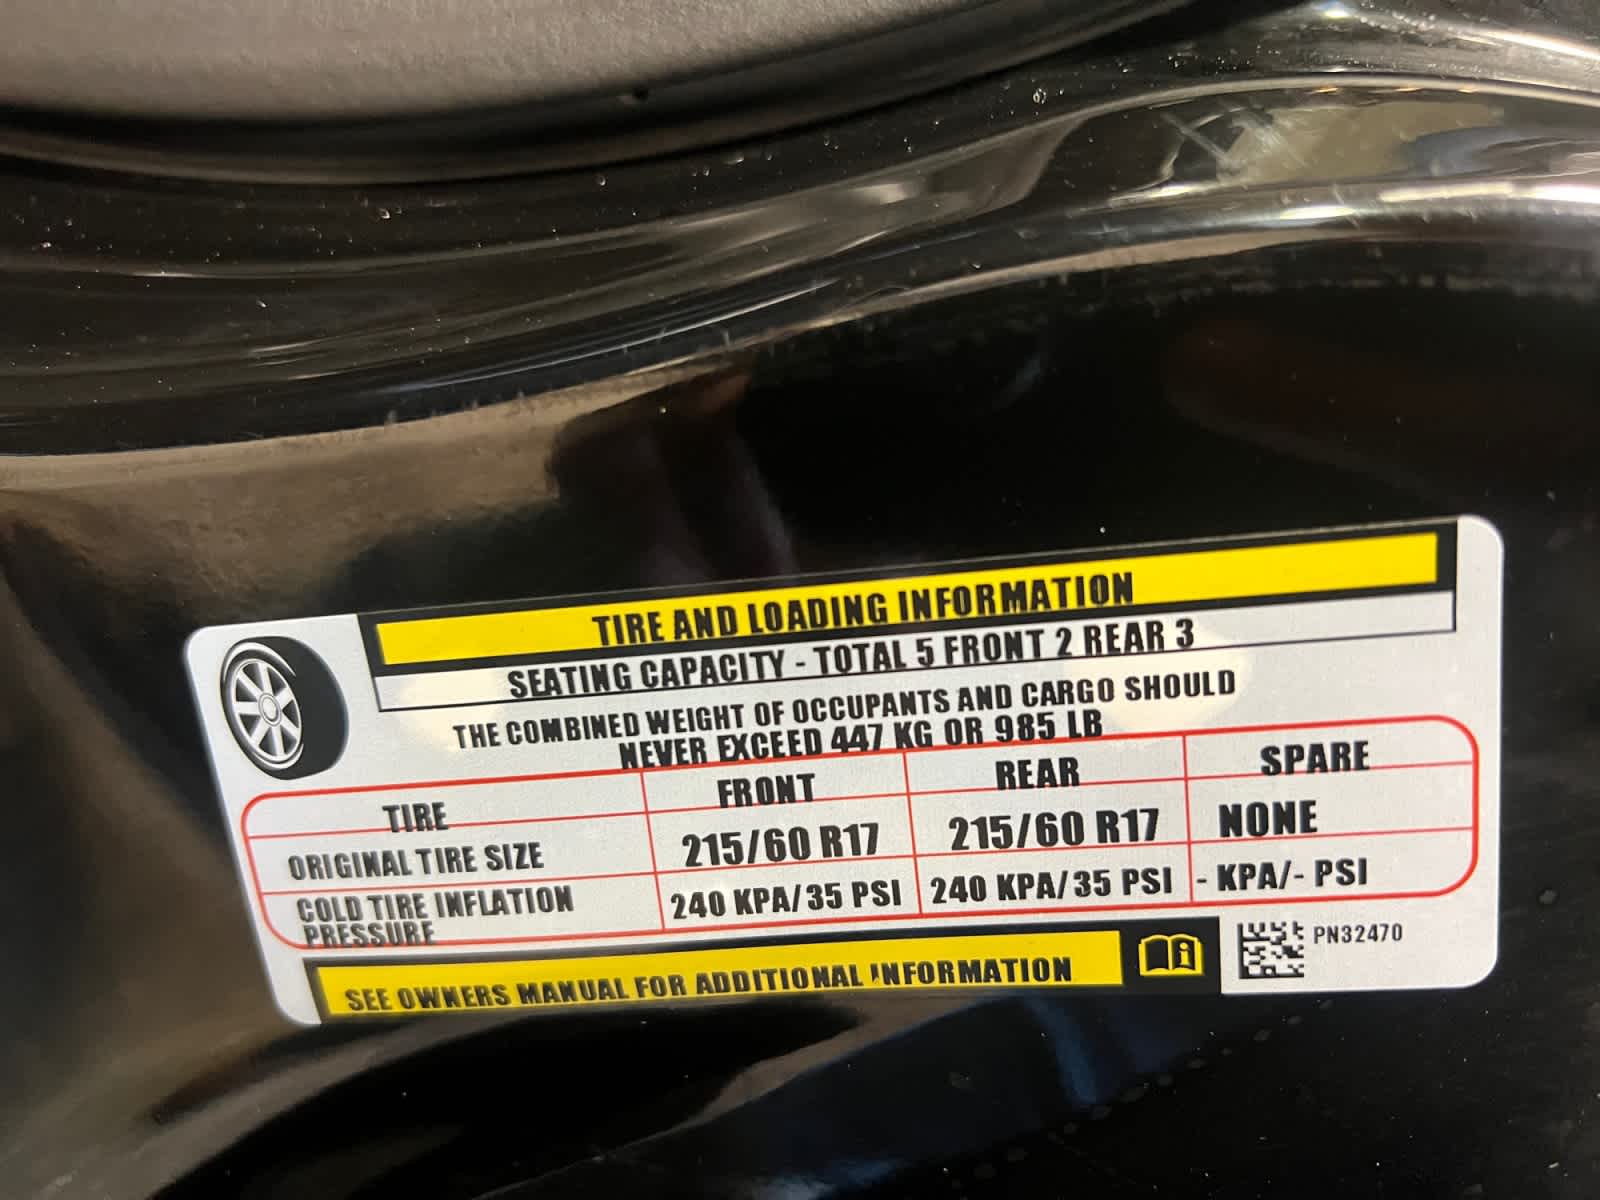 TIRE AND LOADING INFORMATION
SEATING CAPACITY - TOTAL 5 FRONT 2 REAR 3
THE COMBINED WEIGHT OF OCCUPANTS AND CARGO SHOULD
NEVER EXCEED 447 KG OR 985 LB
TIRE FRONT REAR SPARE
ORIGINAL TIRE SIZE 215/60 R17 215/60 R17 NONE
COLD TIRE INFLATION PRESSURE 240 KPA/35 PSI 240 KPA/35 PSI - KPA/- PSI
SEE OWNERS MANUAL FOR ADDITIONAL INFORMATION
PN32470